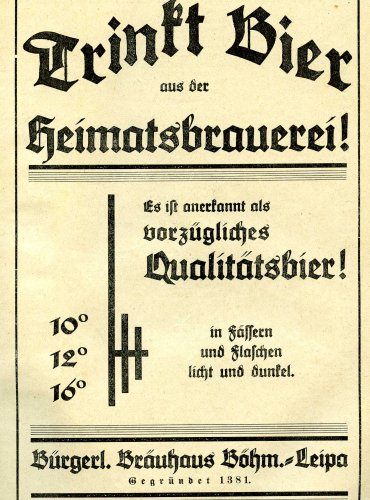 Trinkt Bier
aus der
Heimatsbrauerei!
Es ist anerkannt als
vorzügliches
Qualitätsbier!
10°
12°
16°
in Fässern
und Flaschen
licht und dunkel.
Bürgerl. Bräuhaus Böhm.-Leipa
Gegründet 1381.